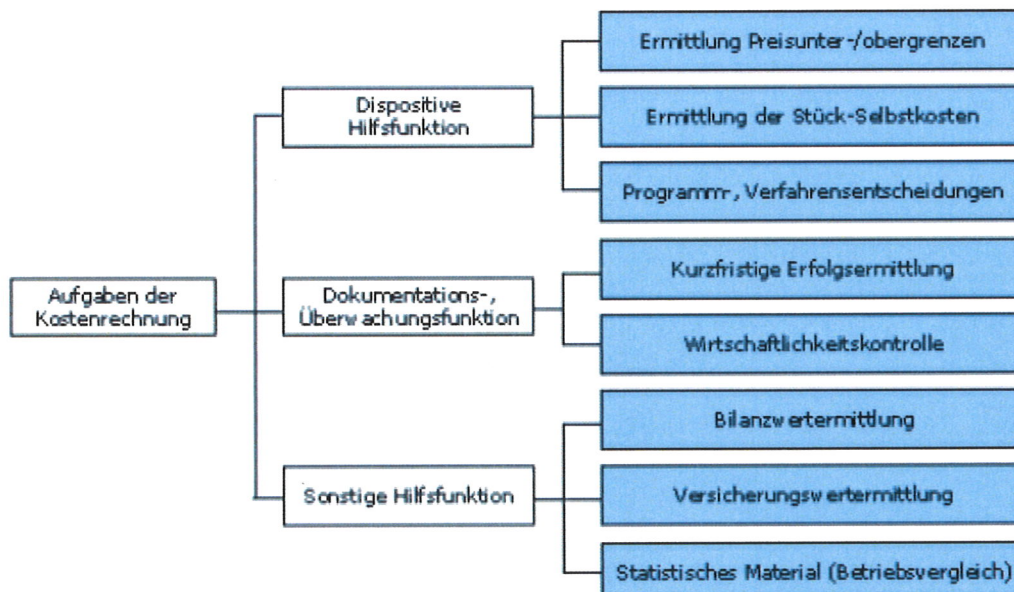 Aufgaben der
Kostenrechnung
Dispositive
Hilfsfunktion
Ermittlung Preisunter-/obergrenzen
Ermittlung der Stück-Selbstkosten
Programm-, Verfahrensentscheidungen
Dokumentations-,
Überwachungsfunktion
Kurzfristige Erfolgsermittlung
Wirtschaftlichkeitskontrolle
Sonstige Hilfsfunktion
Bilanzwertermittlung
Versicherungswertermittlung
Statistisches Material (Betriebsvergleich)